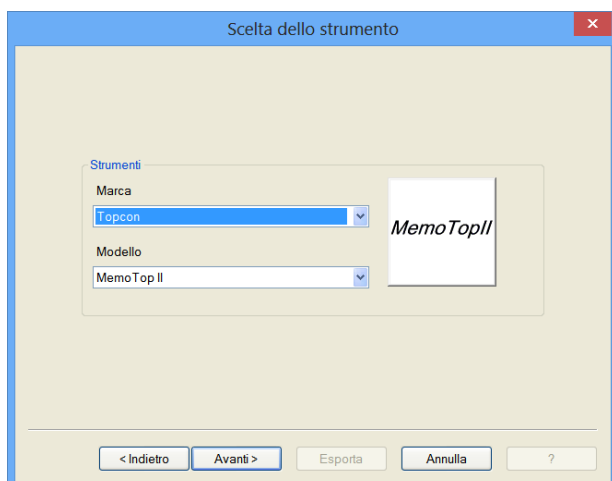 Scelta dello strumento
x
Strumenti
Marca
Topcon
MemoTopII
Modello
MemoTop II
< Indietro
Avanti >
Esporta
Annulla
?